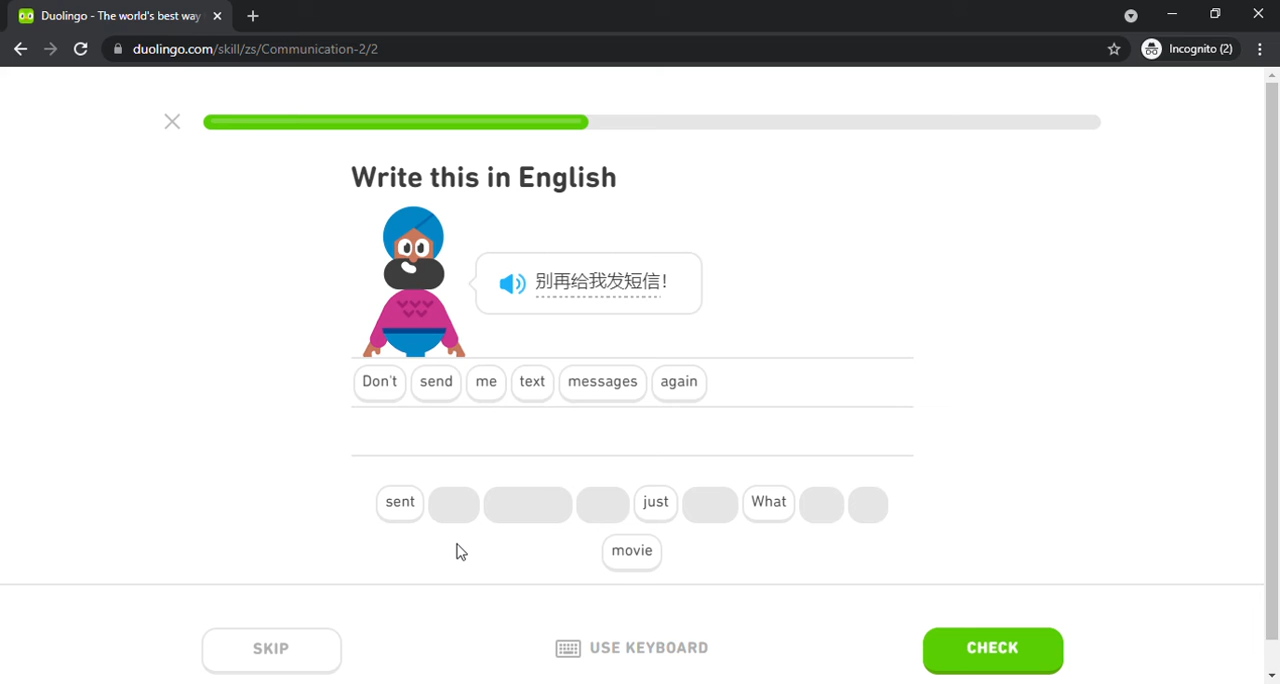 Duolingo - The world's best way
duolingo.com/skill/zs/Communication-2/2
Incognito (2)
Write this in English
别再给我发短信!
Don't send me text messages again
sent just What
movie
SKIP
USE KEYBOARD
CHECK